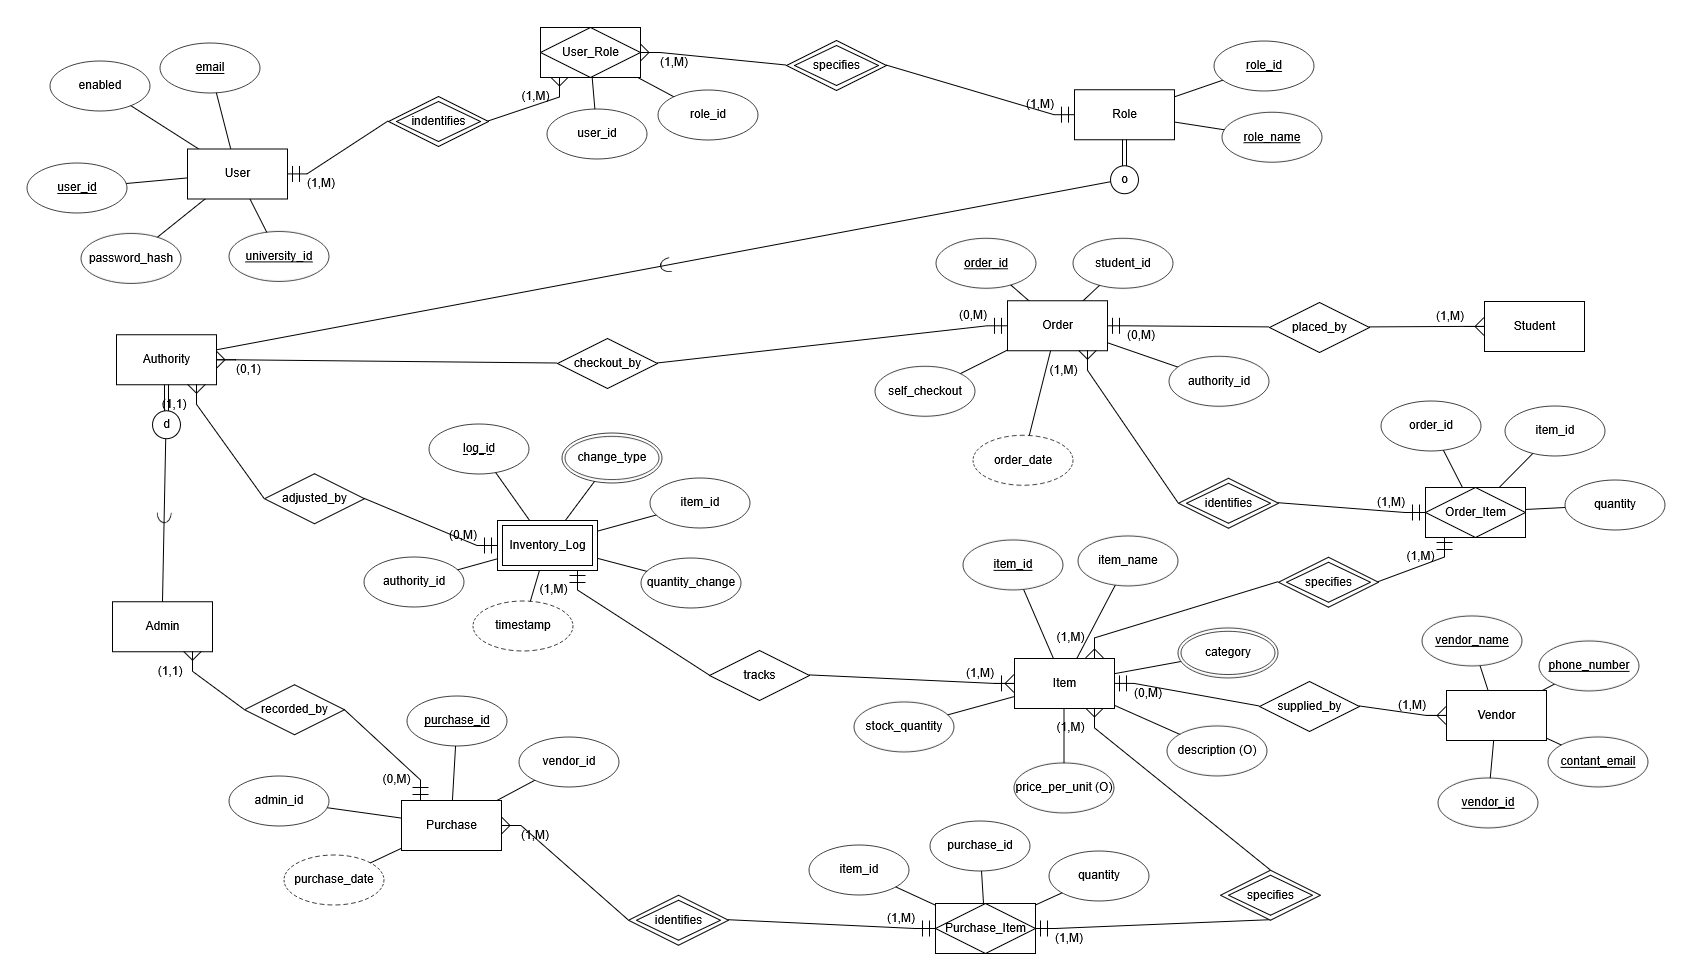 User_Role
(1,M)
specifies
role_id
email
enabled
(1,M)
(1,M)
Role
role_id
indentifies
user_id
role_name
User
(1,M)
o
user_id
password_hash
university_id
order_id
student_id
(0,M)
Order
(0,M)
placed_by
(1,M)
Student
Authority
(0,1)
checkout_by
(1,M)
self_checkout
authority_id
(1,1)
d
order_date
order_id
item_id
log_id
change_type
adjusted_by
item_id
identifies
(1,M)
Order_Item
quantity
(0,M)
Inventory_Log
(1,M)
item_id
item_name
authority_id
(1,M)
quantity_change
specifies
timestamp
Admin
(1,M)
category
vendor_name
phone_number
(1,1)
tracks
(1,M)
Item
(0,M)
supplied_by
(1,M)
Vendor
recorded_by
purchase_id
stock_quantity
(1,M)
description (O)
contant_email
vendor_id
(0,M)
price_per_unit (O)
vendor_id
admin_id
Purchase
(1,M)
purchase_date
item_id
purchase_id
quantity
specifies
identifies
(1,M)
Purchase_Item
(1,M)